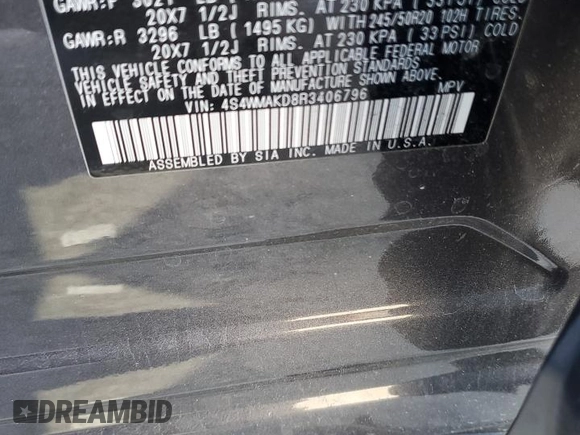 20X7 1/2J RIMS. AT 230 KPA (33 PSI) COLD
GAWR:R 3296 LB (1495 KG) WITH 245/50R20 102H TIRES.
20X7 1/2J RIMS. AT 230 KPA (33 PSI) COLD
THIS VEHICLE CONFORMS TO ALL APPLICABLE FEDERAL MOTOR
VEHICLE SAFETY AND THEFT PREVENTION STANDARDS
IN EFFECT ON THE DATE OF MANUFACTURE SHOWN ABOVE.
VIN: 4S4WMAKD8R3406796 MPV
ASSEMBLED BY SIA INC. MADE IN U.S.A.
DREAMBID